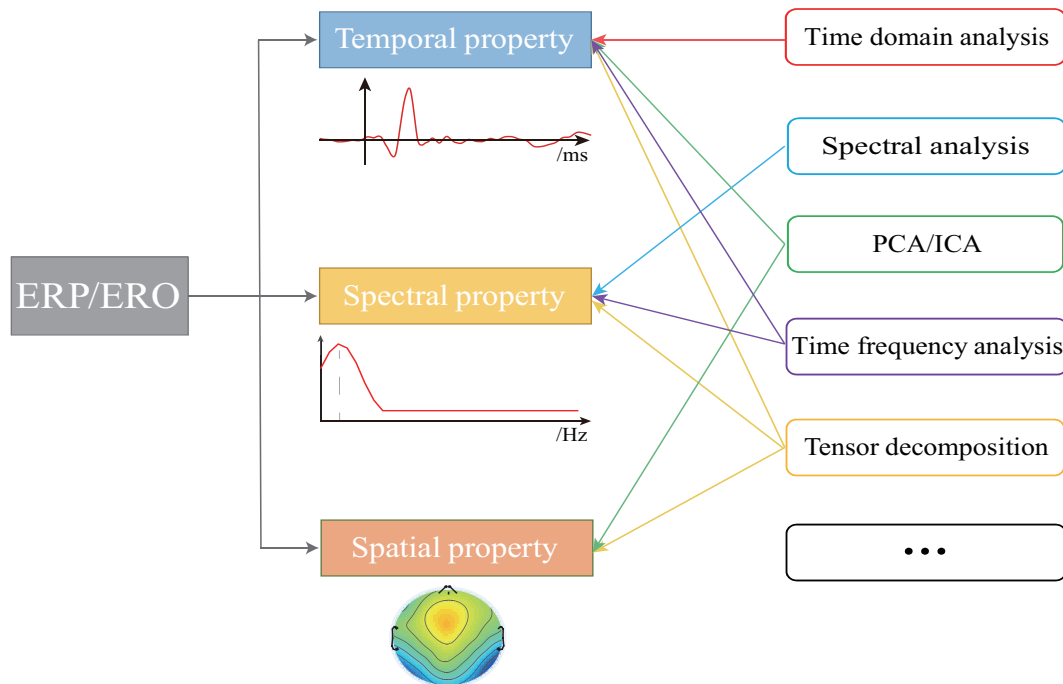 ERP/ERO
Temporal property
/ms
Spectral property
/Hz
Spatial property
Time domain analysis
Spectral analysis
PCA/ICA
Time frequency analysis
Tensor decomposition
...